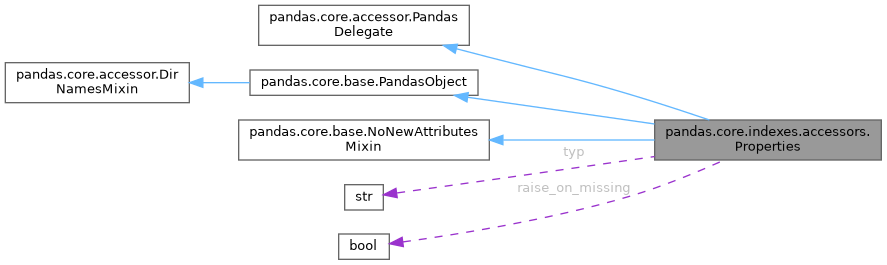 pandas.core.accessor.Pandas
Delegate
pandas.core.accessor.Dir
NamesMixin
pandas.core.base.PandasObject
pandas.core.base.NoNewAttributes
Mixin
pandas.core.indexes.accessors.
Properties
typ
str
raise_on_missing
bool